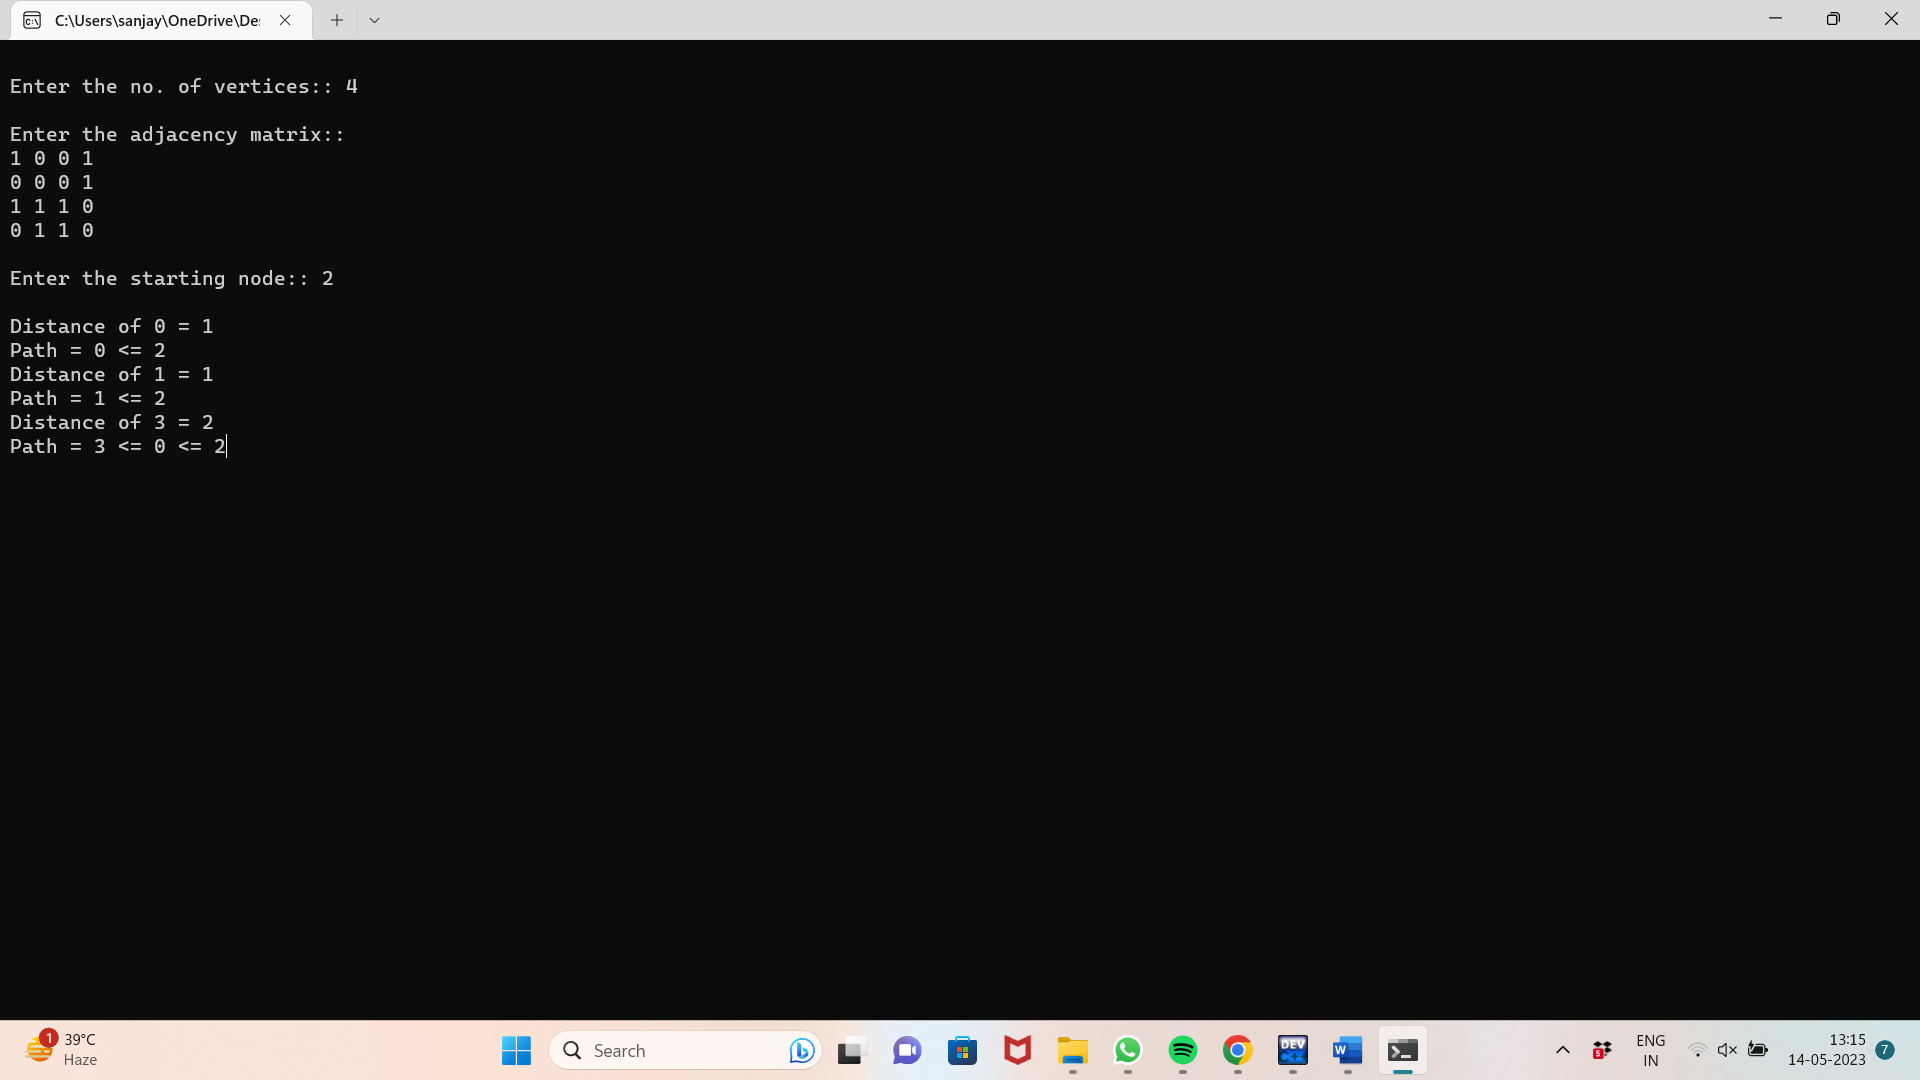 C:\Users\sanjay\OneDrive\De
Enter the no. of vertices:: 4
Enter the adjacency matrix::
1 0 0 1
0 0 0 1
1 1 1 0
0 1 1 0
Enter the starting node:: 2
Distance of 0 = 1
Path = 0 <= 2
Distance of 1 = 1
Path = 1 <= 2
Distance of 3 = 2
Path = 3 <= 0 <= 2
1
39°C
Haze
Search
DEV
C++
W
5
ENG
IN
13:15
14-05-2023
7